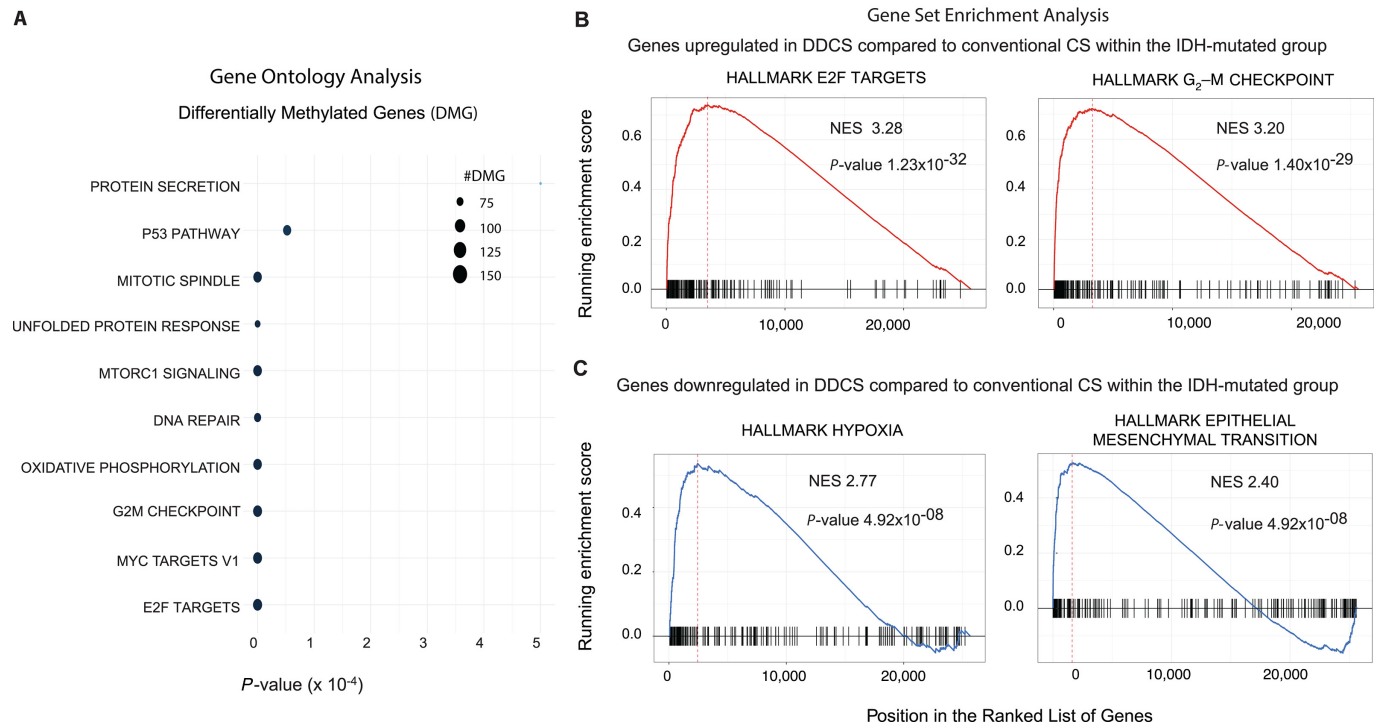 A
Gene Ontology Analysis
Differentially Methylated Genes (DMG)
#DMG
75
100
125
150
PROTEIN SECRETION
P53 PATHWAY
MITOTIC SPINDLE
UNFOLDED PROTEIN RESPONSE
MTORC1 SIGNALING
DNA REPAIR
OXIDATIVE PHOSPHORYLATION
G2M CHECKPOINT
MYC TARGETS V1
E2F TARGETS
0 1 2 3 4 5
P-value (x 10-4)
B
Gene Set Enrichment Analysis
Genes upregulated in DDCS compared to conventional CS within the IDH-mutated group
HALLMARK E2F TARGETS
NES 3.28
P-value 1.23x10-32
Running enrichment score
0.6
0.4
0.2
0.0
0 10,000 20,000
HALLMARK G2–M CHECKPOINT
NES 3.20
P-value 1.40x10-29
0.6
0.4
0.2
0.0
0 10,000 20,000
C
Genes downregulated in DDCS compared to conventional CS within the IDH-mutated group
HALLMARK HYPOXIA
NES 2.77
P-value 4.92x10-08
Running enrichment score
0.4
0.2
0.0
0 10,000 20,000
HALLMARK EPITHELIAL
MESENCHYMAL TRANSITION
NES 2.40
P-value 4.92x10-08
0.4
0.2
0.0
0 10,000 20,000
Position in the Ranked List of Genes